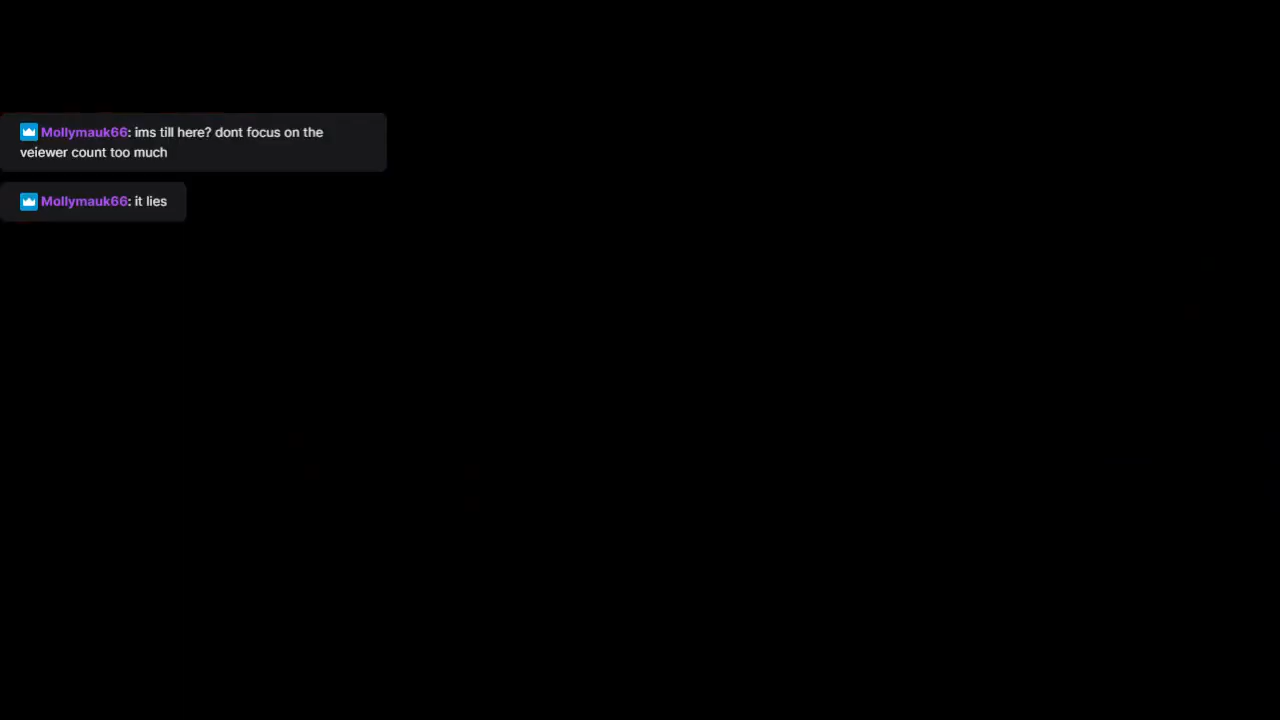 Mollymauk66: ims till here? dont focus on the
veiewer count too much
Mollymauk66: it lies